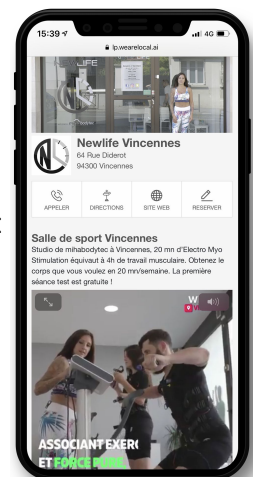 15:39
4G
lp.wearelocal.ai
LIFE
Newlife Vincennes
64 Rue Diderot
94300 Vincennes
APPELER DIRECTIONS SITE WEB RESERVER
Salle de sport Vincennes
Studio de mihabodytec à Vincennes, 20 mn d'Electro Myo
Stimulation équivaut à 4h de travail musculaire. Obtenez le
corps que vous voulez en 20 mn/semaine. La première
séance test est gratuite !
W
ASSOCIANT EXER
ET FORCE PURE.